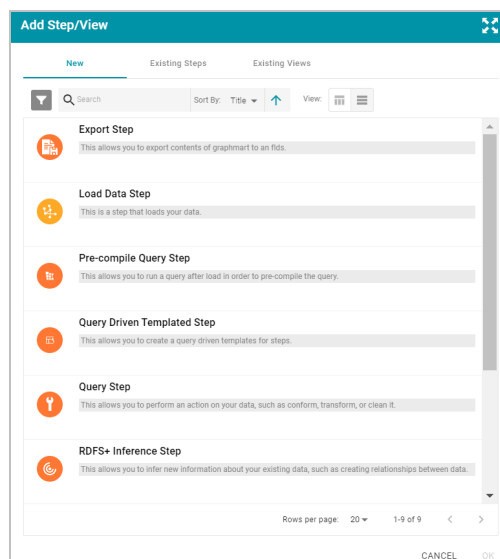 Add Step/View
New Existing Steps Existing Views
Search Sort By: Title View:
Export Step
This allows you to export contents of graphmart to an flds.
Load Data Step
This is a step that loads your data.
Pre-compile Query Step
This allows you to run a query after load in order to pre-compile the query.
Query Driven Templated Step
This allows you to create a query driven templates for steps.
Query Step
This allows you to perform an action on your data, such as conform, transform, or clean it.
RDFS+ Inference Step
This allows you to infer new information about your existing data, such as creating relationships between data.
Rows per page: 20 1-9 of 9
CANCEL OK